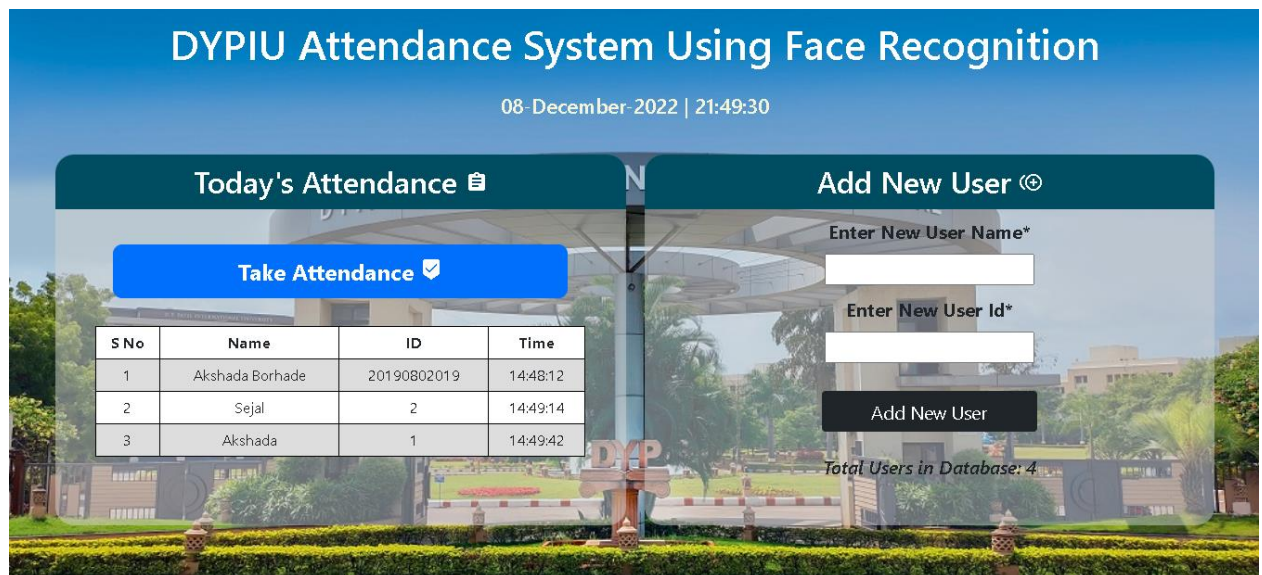 DYPIU Attendance System Using Face Recognition
08-December-2022 | 21:49:30
Today's Attendance
Take Attendance
S No Name ID Time
1 Akshada Borhade 20190802019 14:48:12
2 Sejal 2 14:49:14
3 Akshada 1 14:49:42
Add New User
Enter New User Name*
Enter New User Id*
Add New User
Total Users in Database: 4
DYP